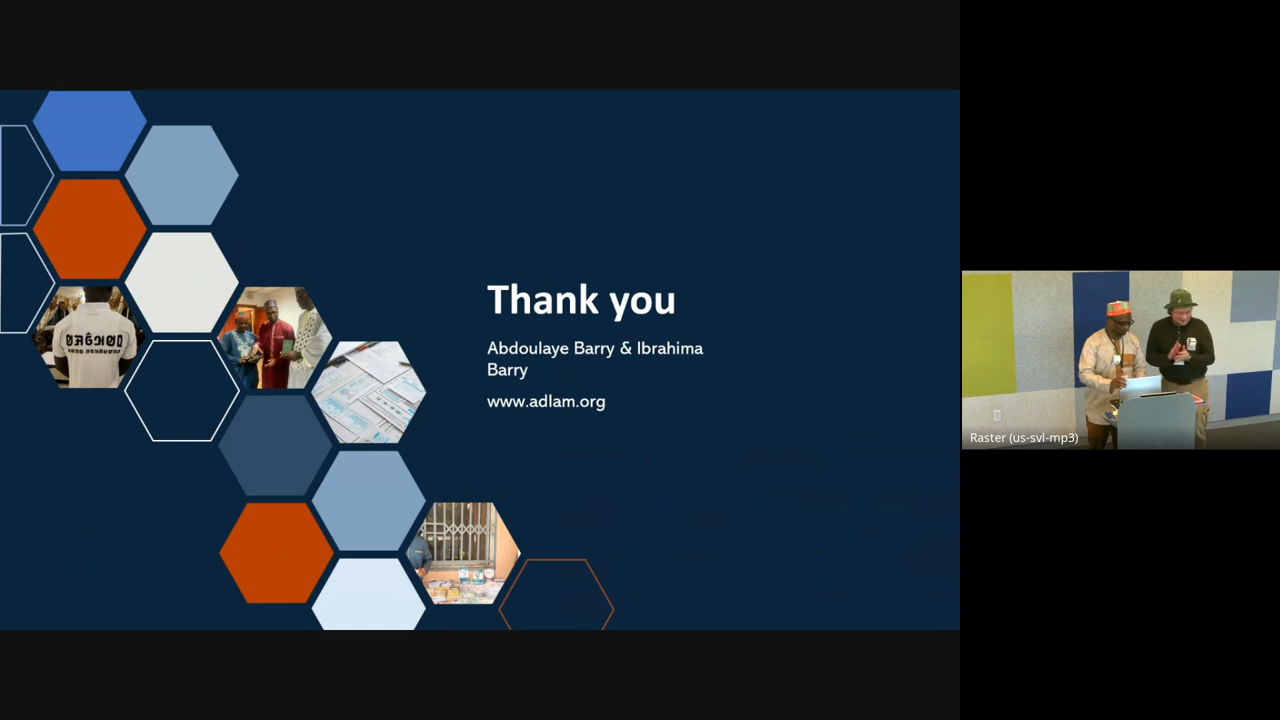 Thank you
Abdoulaye Barry & Ibrahima
Barry
www.adlam.org
Raster (us-svl-mp3)